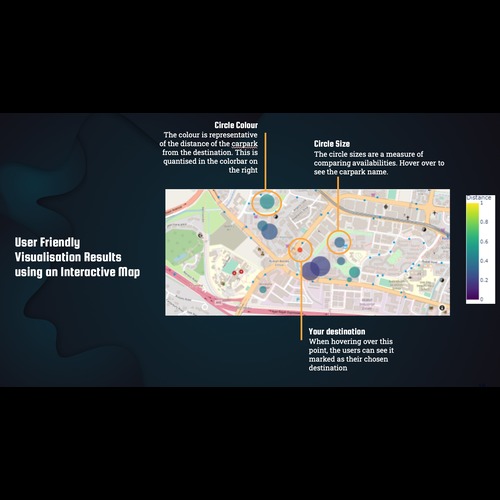 Circle Colour
The colour is representative
of the distance of the carpark
from the destination. This is
quantised in the colorbar on
the right
Circle Size
The circle sizes are a measure of
comparing availabilities. Hover over to
see the carpark name.
User Friendly
Visualisation Results
using an Interactive Map
Distance
1
0.8
0.6
0.4
0.2
0
Your destination
When hovering over this
point, the users can see it
marked as their chosen
destination